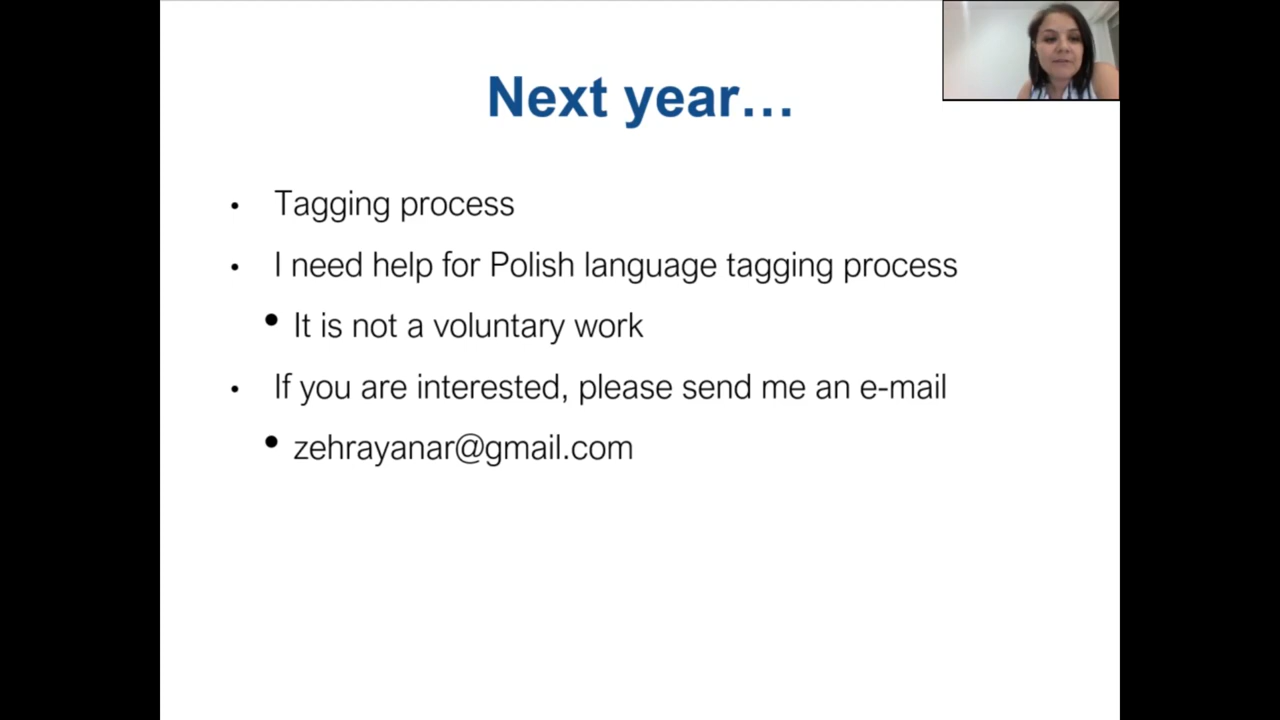 Next year…
• Tagging process
• I need help for Polish language tagging process
• It is not a voluntary work
• If you are interested, please send me an e-mail
• zehrayanar@gmail.com